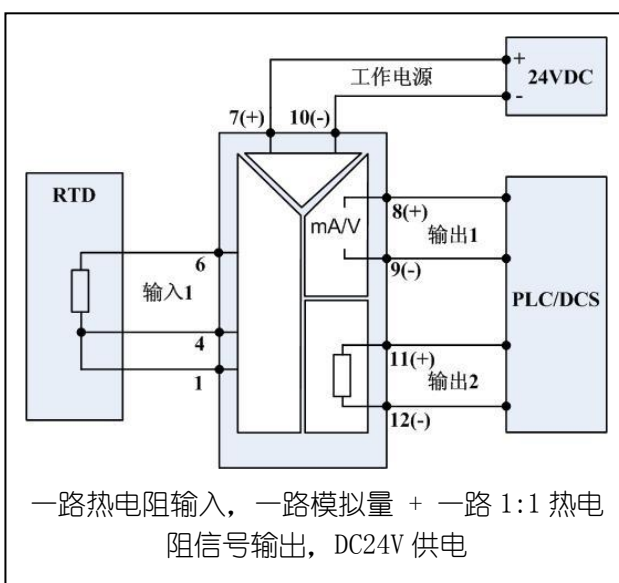 工作电源
+
24VDC
-
7(+) 10(-)
RTD
8(+)
mA/V
输出1
6
9(-)
输入1
PLC/DCS
4
11(+)
1
输出2
12(-)
一路热电阻输入，一路模拟量 + 一路 1:1 热电
阻信号输出，DC24V 供电